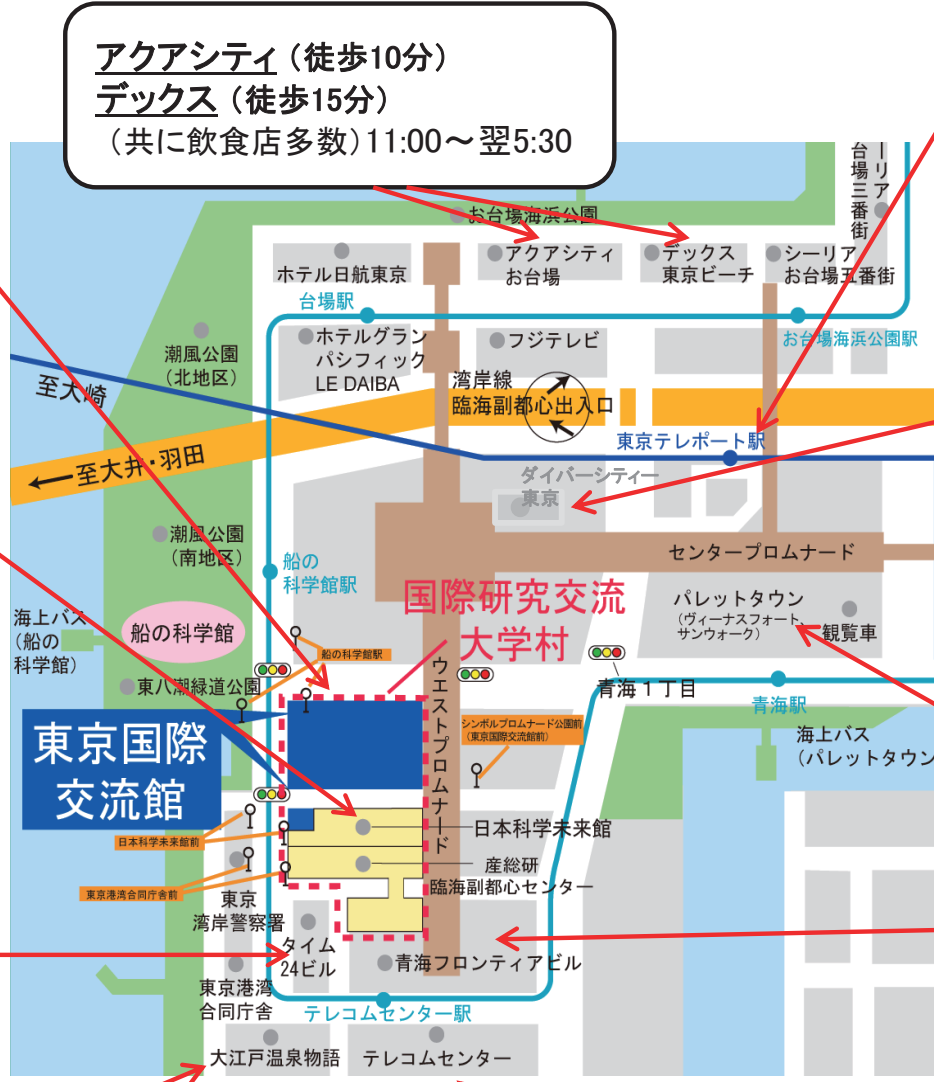 アクアシティ（徒歩10分）
デックス（徒歩15分）
（共に飲食店多数）11:00～翌5:30
ーリア
台場三番街
お台場海浜公園
ホテル日航東京
アクアシティ
お台場
デックス
東京ビーチ
シーリア
お台場五番街
台場駅
お台場海浜公園駅
潮風公園
（北地区）
ホテルグラン
パシフィック
LE DAIBA
フジテレビ
至大崎
湾岸線
臨海副都心出入口
東京テレポート駅
至大井・羽田
ダイバーシティー
東京
潮風公園
（南地区）
センタープロムナード
船の
科学館駅
国際研究交流
大学村
パレットタウン
（ヴィーナスフォート、
サンウォーク）
観覧車
海上バス
（船の
科学館）
船の科学館
船の科学館駅
東八潮緑道公園
青海１丁目
青海駅
ウエストプロムナード
東京国際
交流館
シンボルプロムナード公園前
（東京国際交流館前）
海上バス
（パレットタウン
日本科学未来館前
日本科学未来館
産総研
臨海副都心センター
東京港湾合同庁舎前
東京
湾岸警察署
タイム
24ビル
青海フロンティアビル
東京港湾
合同庁舎
テレコムセンター駅
大江戸温泉物語
テレコムセンター